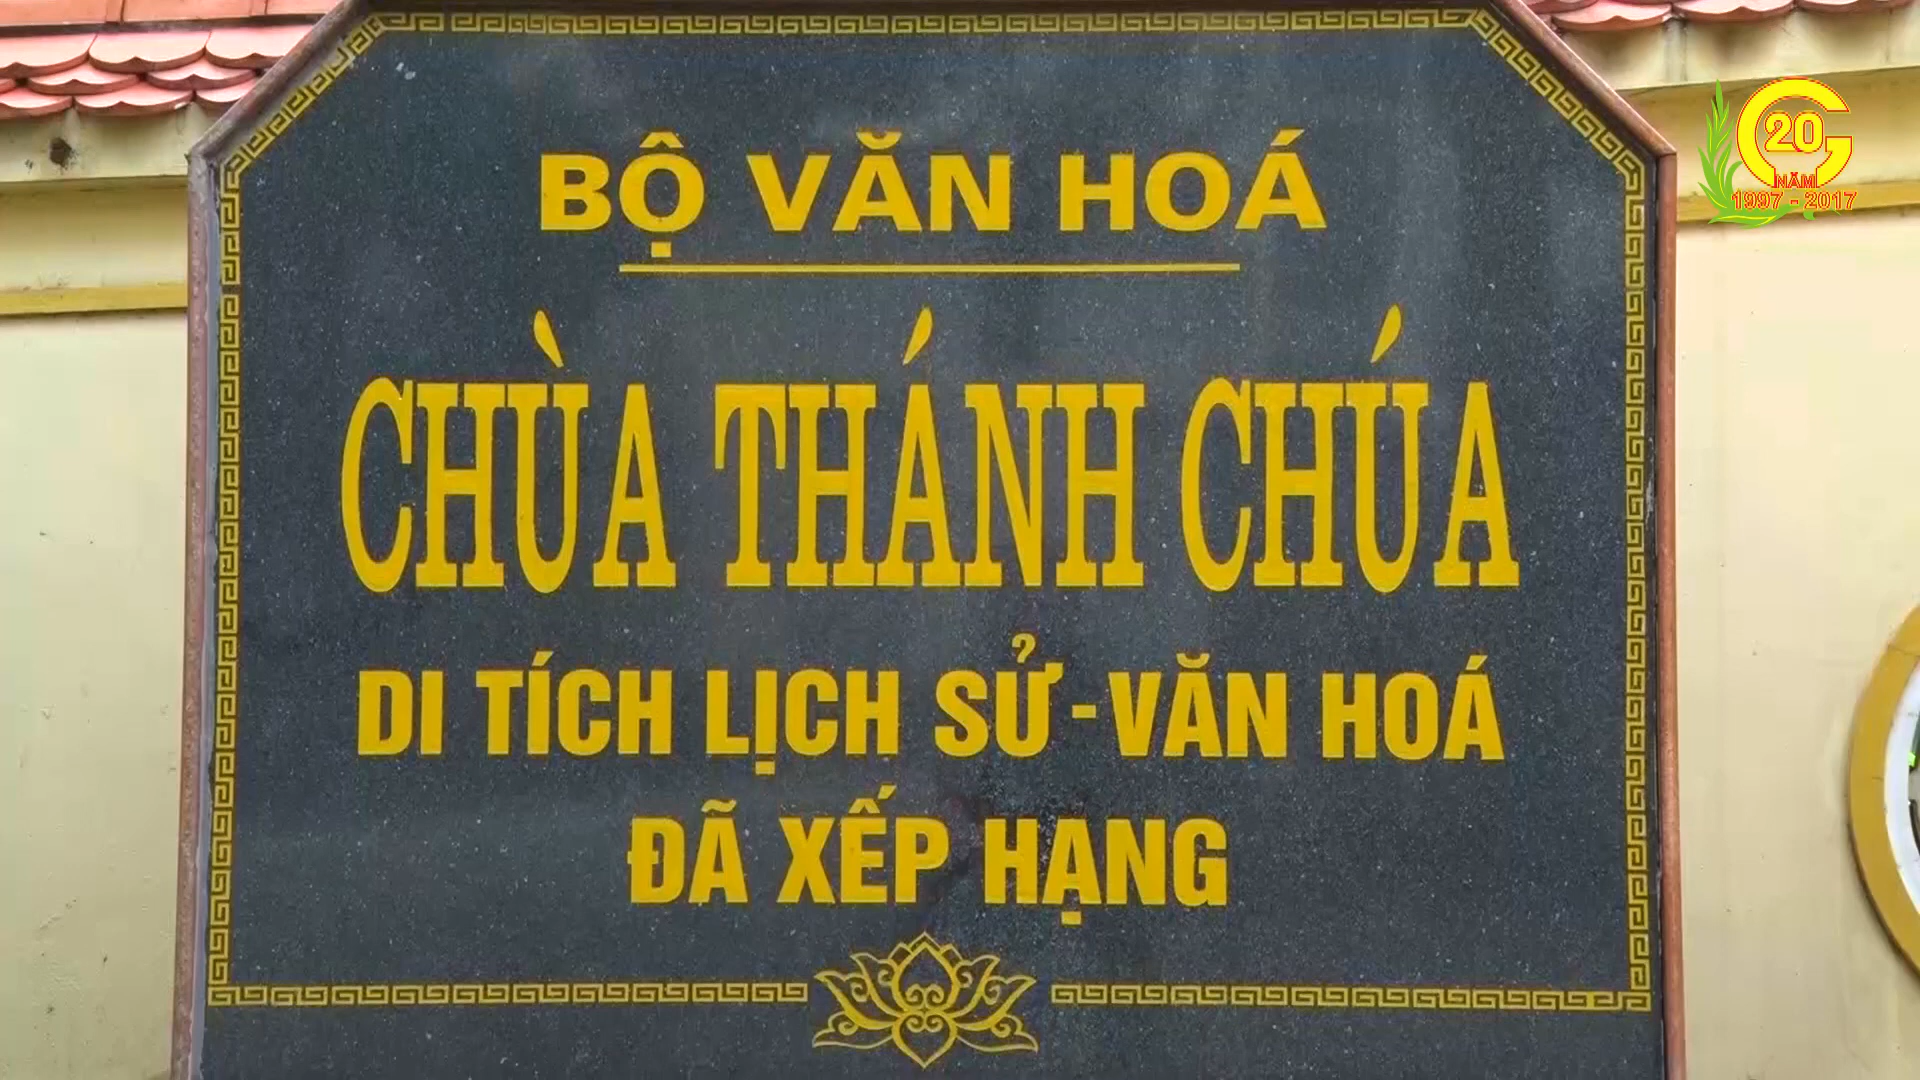 BỘ VĂN HOÁ
CHÙA THÁNH CHÚA
DI TÍCH LỊCH SỬ - VĂN HOÁ
ĐÃ XẾP HẠNG
20
NĂM
1997 - 2017